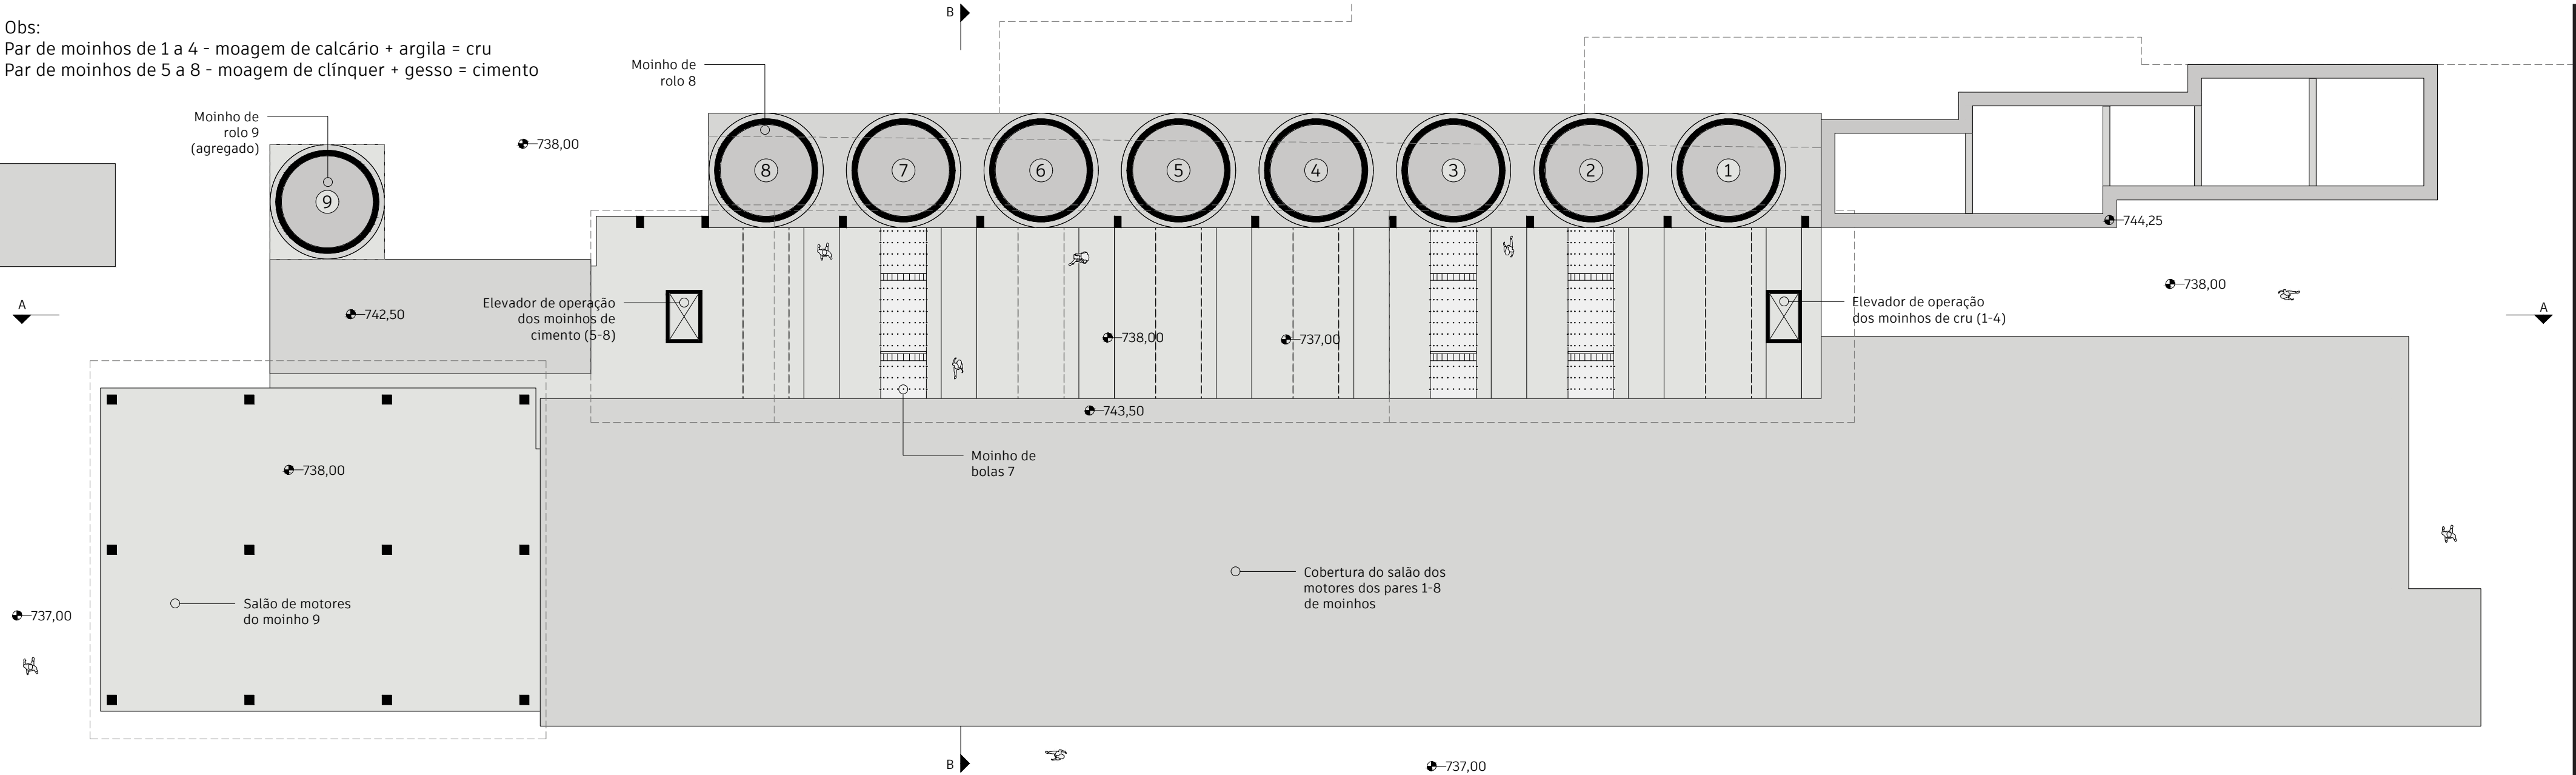 Obs:
Par de moinhos de 1 a 4 - moagem de calcário + argila = cru
Par de moinhos de 5 a 8 - moagem de clínquer + gesso = cimento
B
Moinho de
rolo 8
Moinho de
rolo 9
(agregado)
738,00
9
8
7
6
5
4
3
2
1
744,25
A
742,50
Elevador de operação
dos moinhos de
cimento (5-8)
738,00
737,00
Elevador de operação
dos moinhos de cru (1-4)
738,00
A
743,50
Moinho de
bolas 7
738,00
Cobertura do salão dos
motores dos pares 1-8
de moinhos
Salão de motores
do moinho 9
737,00
B
737,00